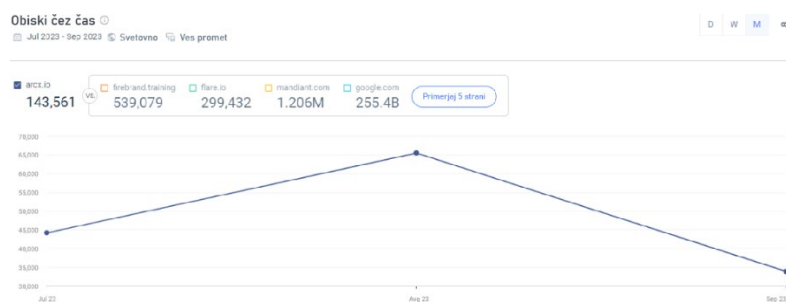 Obiski čez čas
Jul 2023 - Sep 2023 Svetovno Ves promet
D W M
arcx.io
143,561
vs.
firebrand.training
539,079
flare.io
299,432
mandiant.com
1.206M
google.com
255.4B
Primerjaj 5 strani
70,000
65,000
60,000
55,000
50,000
45,000
40,000
35,000
30,000
Jul 23
Avg 23
Sep 23